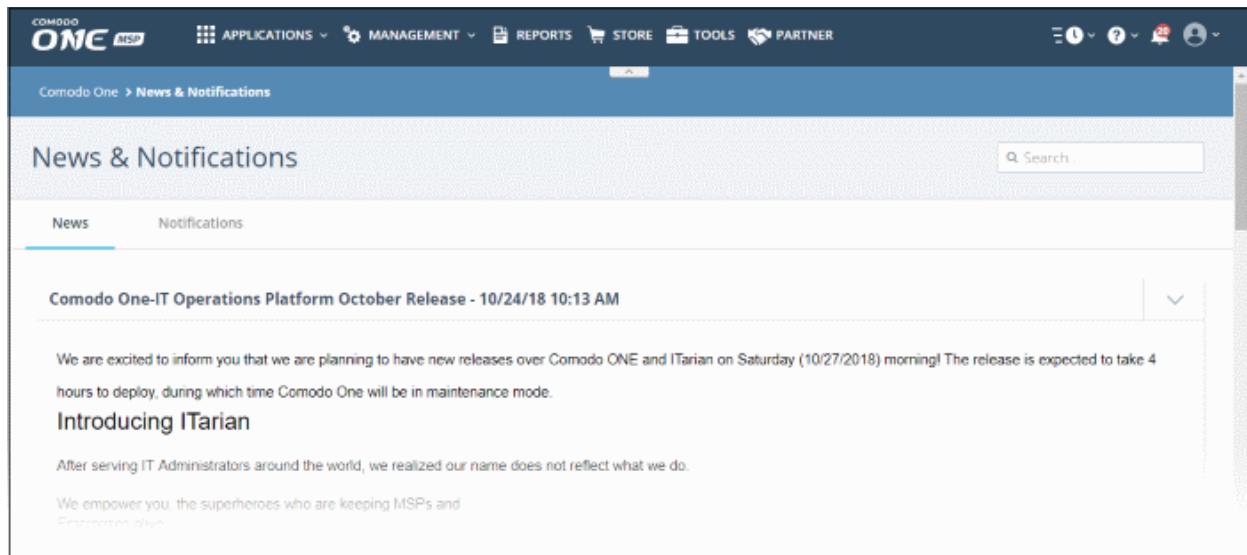 COMODO
ONE MSP
APPLICATIONS MANAGEMENT REPORTS STORE TOOLS PARTNER
Comodo One > News & Notifications
News & Notifications
Search
News Notifications
Comodo One-IT Operations Platform October Release - 10/24/18 10:13 AM
We are excited to inform you that we are planning to have new releases over Comodo ONE and ITarian on Saturday (10/27/2018) morning! The release is expected to take 4
hours to deploy, during which time Comodo One will be in maintenance mode.
Introducing ITarian
After serving IT Administrators around the world, we realized our name does not reflect what we do.
We empower you, the superheroes who are keeping MSPs and